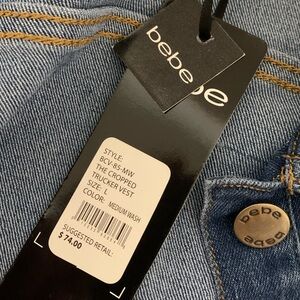 bebe
be
STYLE:
BCV-85-MW
THE CROPPED
TRUCKER VEST
SIZE: L
COLOR: MEDIUM WASH
SUGGESTED RETAIL:
$ 74.00
bebe
bebe